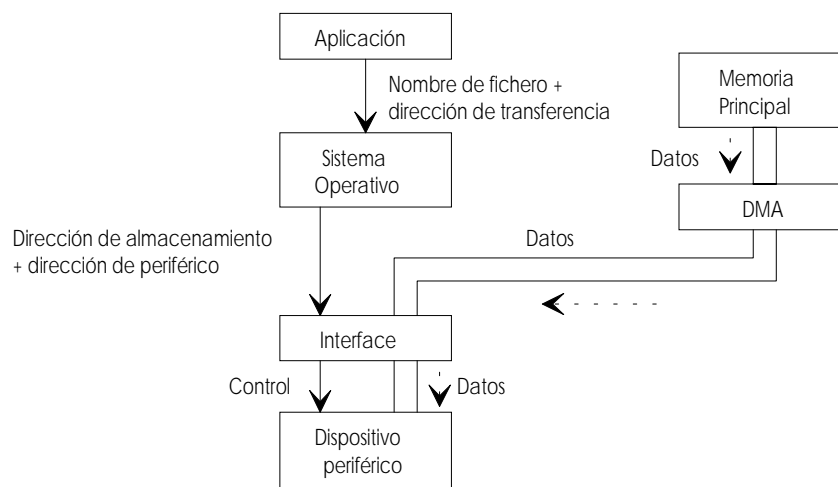 Aplicación
Nombre de fichero +
dirección de transferencia
Memoria
Principal
Sistema
Operativo
Datos
DMA
Dirección de almacenamiento
+ dirección de periférico
Datos
Interface
Control
Datos
Dispositivo
periférico